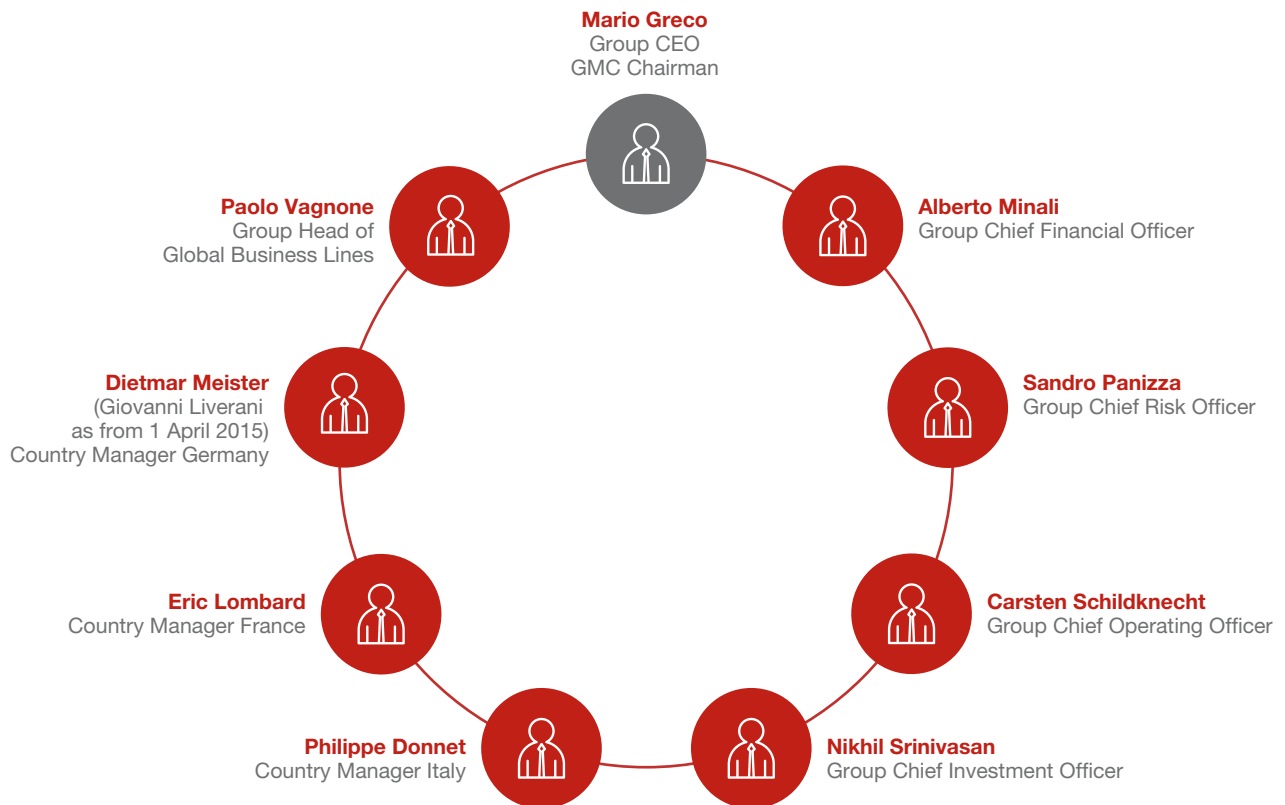 Mario Greco
Group CEO
GMC Chairman
Paolo Vagnone
Group Head of
Global Business Lines
Alberto Minali
Group Chief Financial Officer
Dietmar Meister
(Giovanni Liverani
as from 1 April 2015)
Country Manager Germany
Sandro Panizza
Group Chief Risk Officer
Eric Lombard
Country Manager France
Carsten Schildknecht
Group Chief Operating Officer
Philippe Donnet
Country Manager Italy
Nikhil Srinivasan
Group Chief Investment Officer